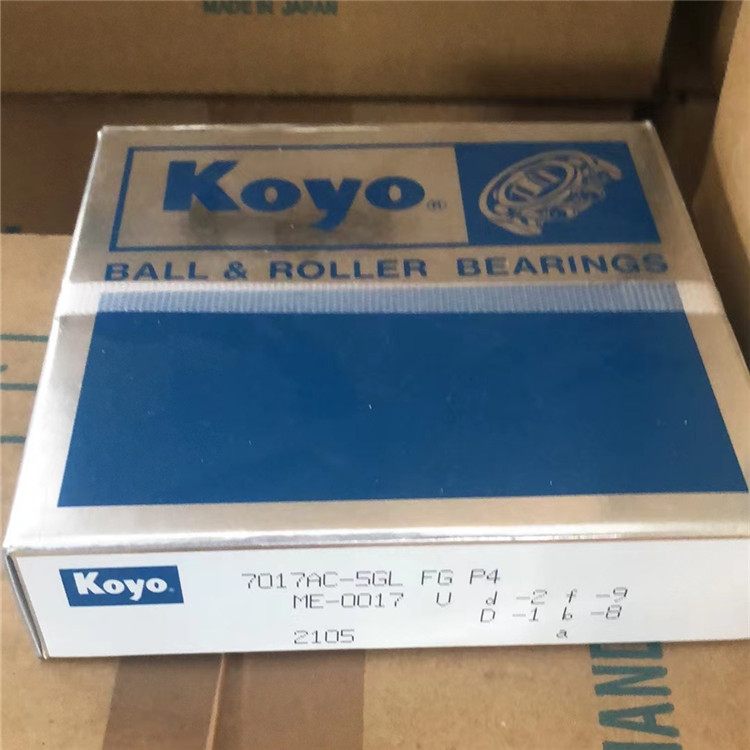 MADE IN JAPAN
Koyo®
BALL & ROLLER BEARINGS
Koyo® 7017AC-5GL FG P4
ME-0017 U d -2 f -9
D -1 b -8
2105 a
HAND